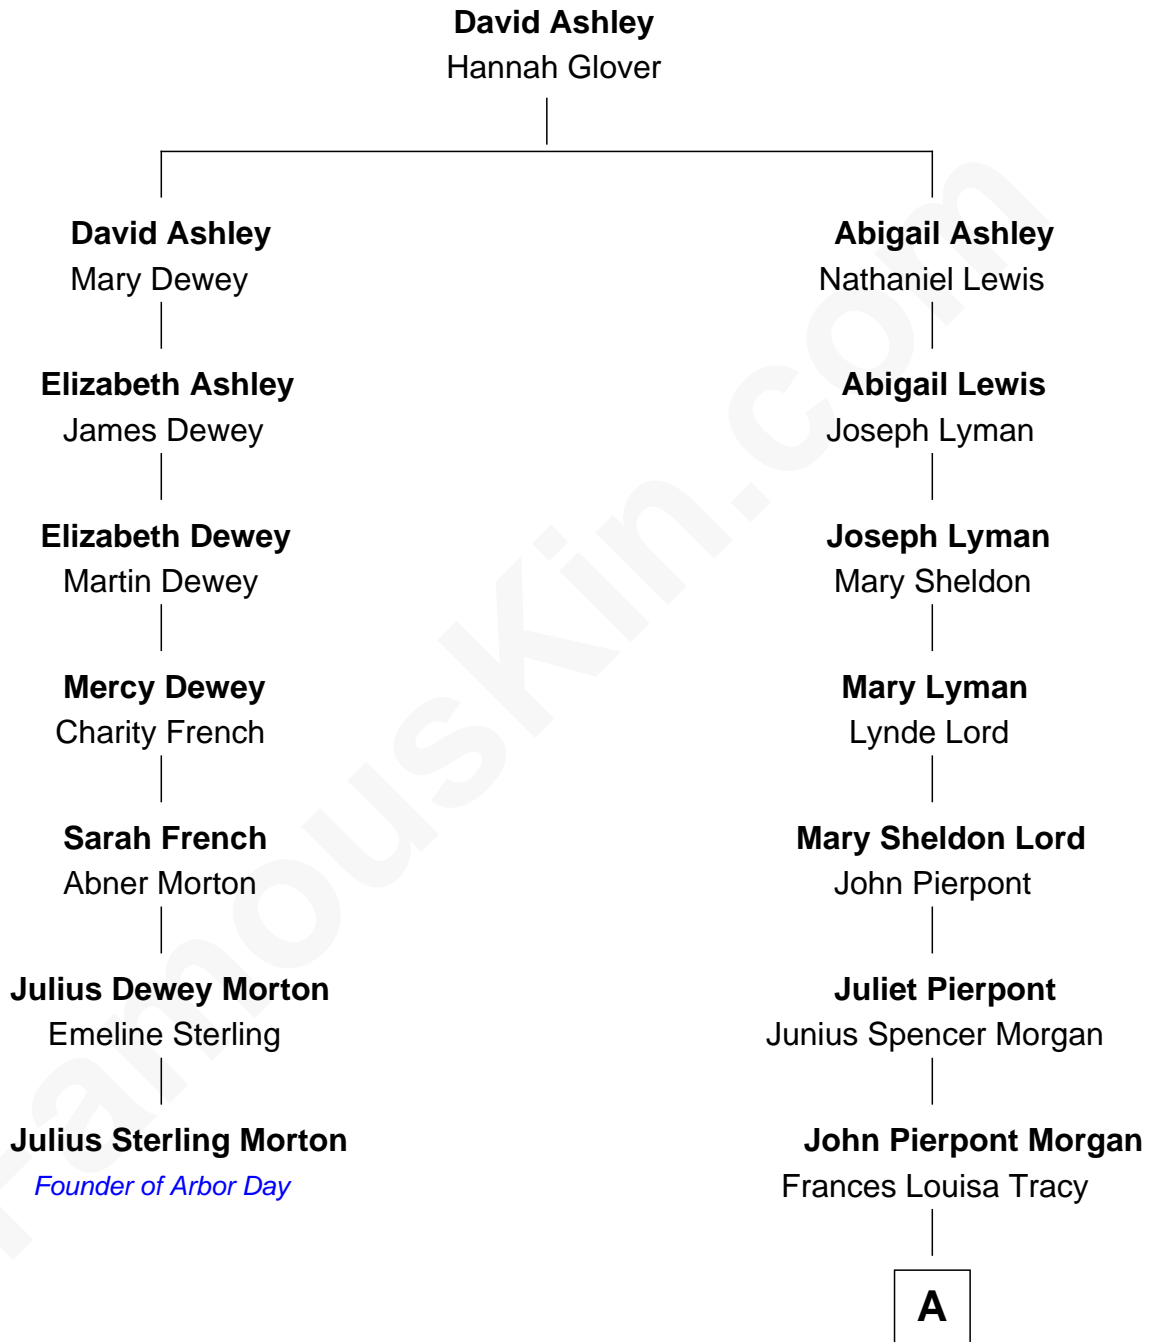 David Ashley
Hannah Glover
David Ashley
Mary Dewey
Abigail Ashley
Nathaniel Lewis
Elizabeth Ashley
James Dewey
Abigail Lewis
Joseph Lyman
Elizabeth Dewey
Martin Dewey
Joseph Lyman
Mary Sheldon
Mercy Dewey
Charity French
Mary Lyman
Lynde Lord
Sarah French
Abner Morton
Mary Sheldon Lord
John Pierpont
Julius Dewey Morton
Emeline Sterling
Juliet Pierpont
Junius Spencer Morgan
Julius Sterling Morton
Founder of Arbor Day
John Pierpont Morgan
Frances Louisa Tracy
A
FamousKin.com